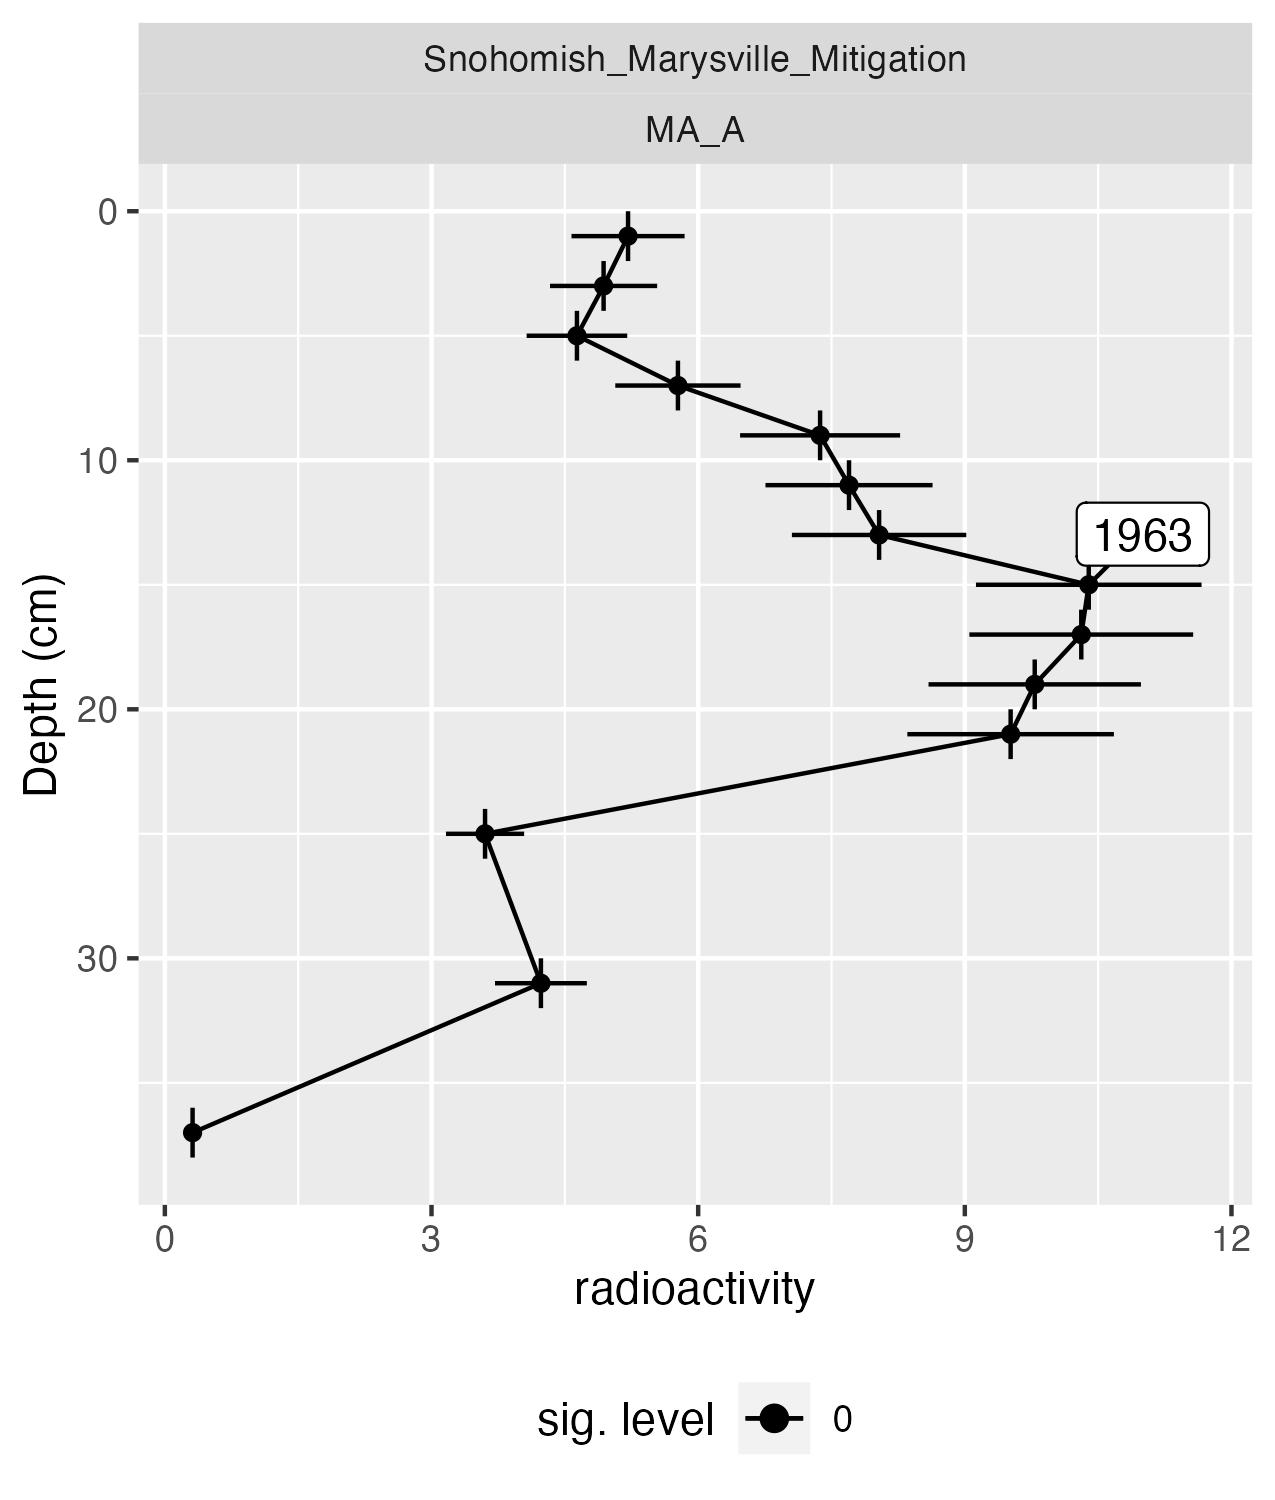 Snohomish_Marysville_Mitigation
MA_A
0
10
20
30
Depth (cm)
1963
0 3 6 9 12
radioactivity
sig. level 0